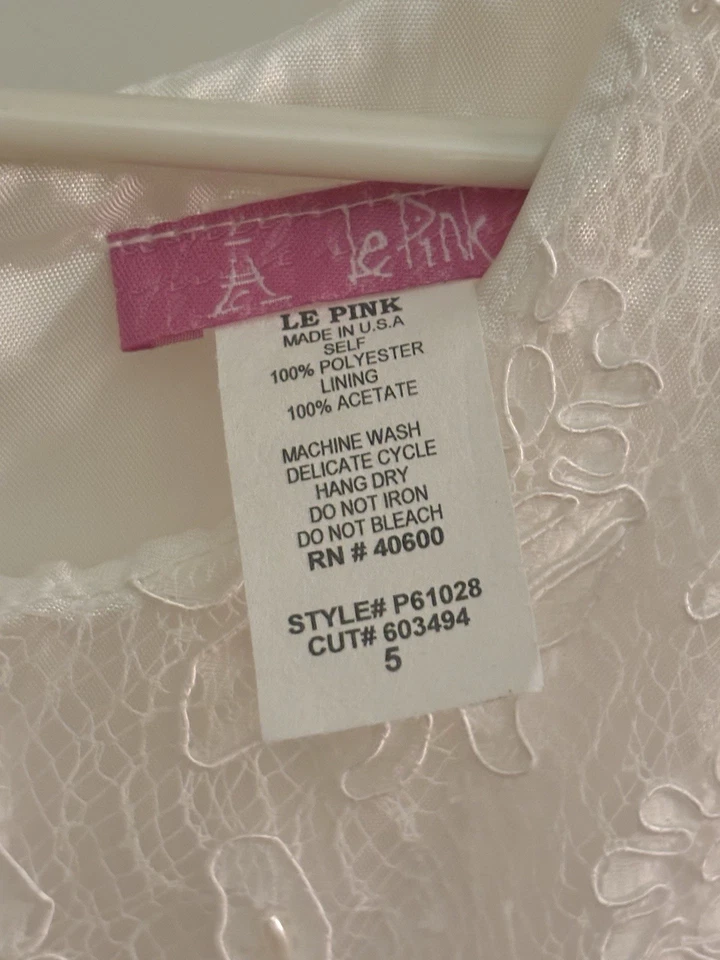 le Pink
LE PINK
MADE IN U.S.A
SELF
100% POLYESTER
LINING
100% ACETATE
MACHINE WASH
DELICATE CYCLE
HANG DRY
DO NOT IRON
DO NOT BLEACH
RN # 40600
STYLE# P61028
CUT# 603494
5